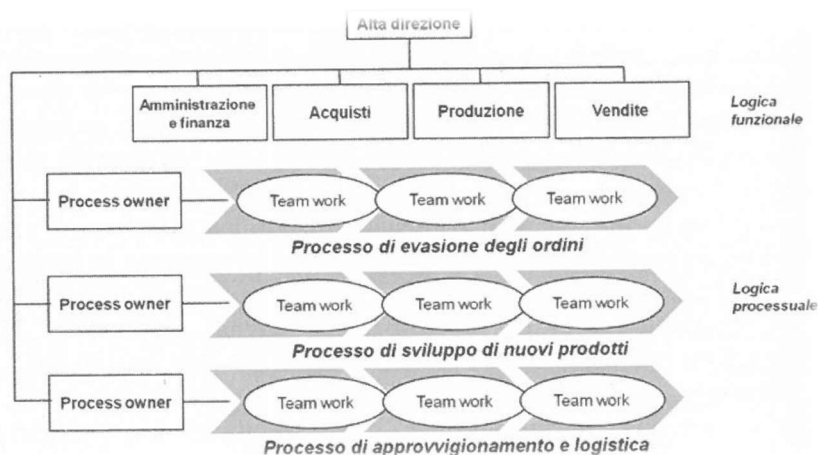 Alta direzione
Amministrazione
e finanza
Acquisti
Produzione
Vendite
Logica
funzionale
Process owner
Team work
Team work
Team work
Processo di evasione degli ordini
Process owner
Team work
Team work
Team work
Logica
processuale
Processo di sviluppo di nuovi prodotti
Process owner
Team work
Team work
Team work
Processo di approvvigionamento e logistica